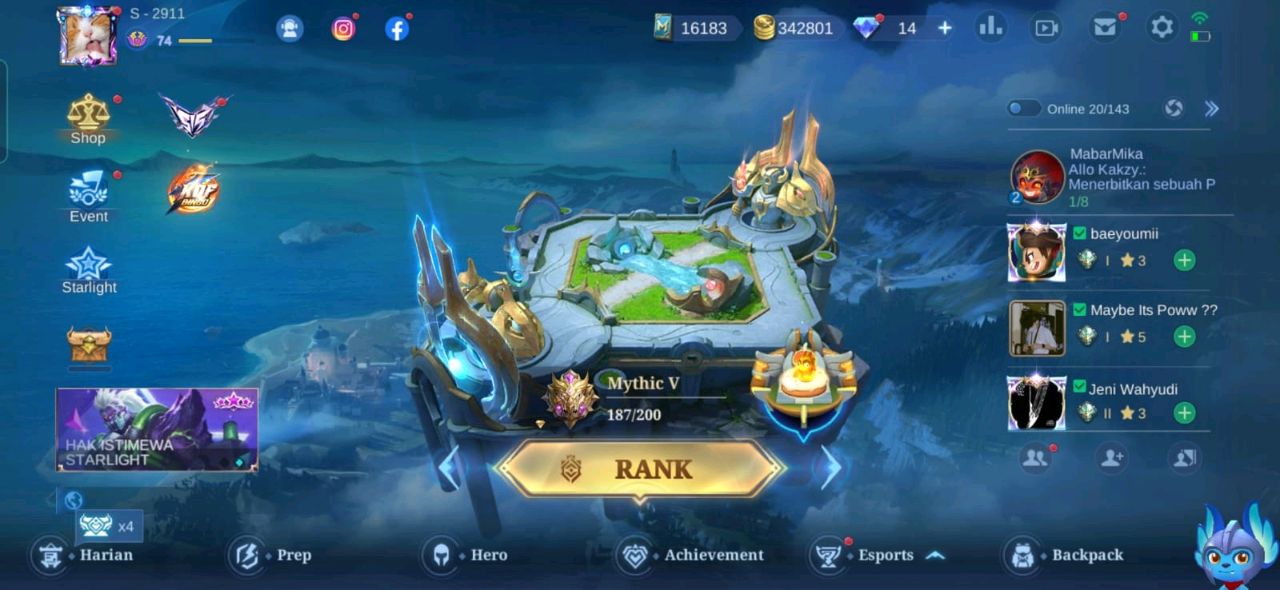 S - 2911
74
16183
342801
14
Shop
KOF
BINGO
Event
Starlight
HAK ISTIMEWA
STARLIGHT
x4
Online 20/143
MabarMika
Allo Kakzy.:
Menerbitkan sebuah P
1/8
2
baeyoumii
I 3
Maybe Its Poww ??
I 5
Jeni Wahyudi
II 3
Mythic V
187/200
RANK
Harian
Prep
Hero
Achievement
Esports
Backpack